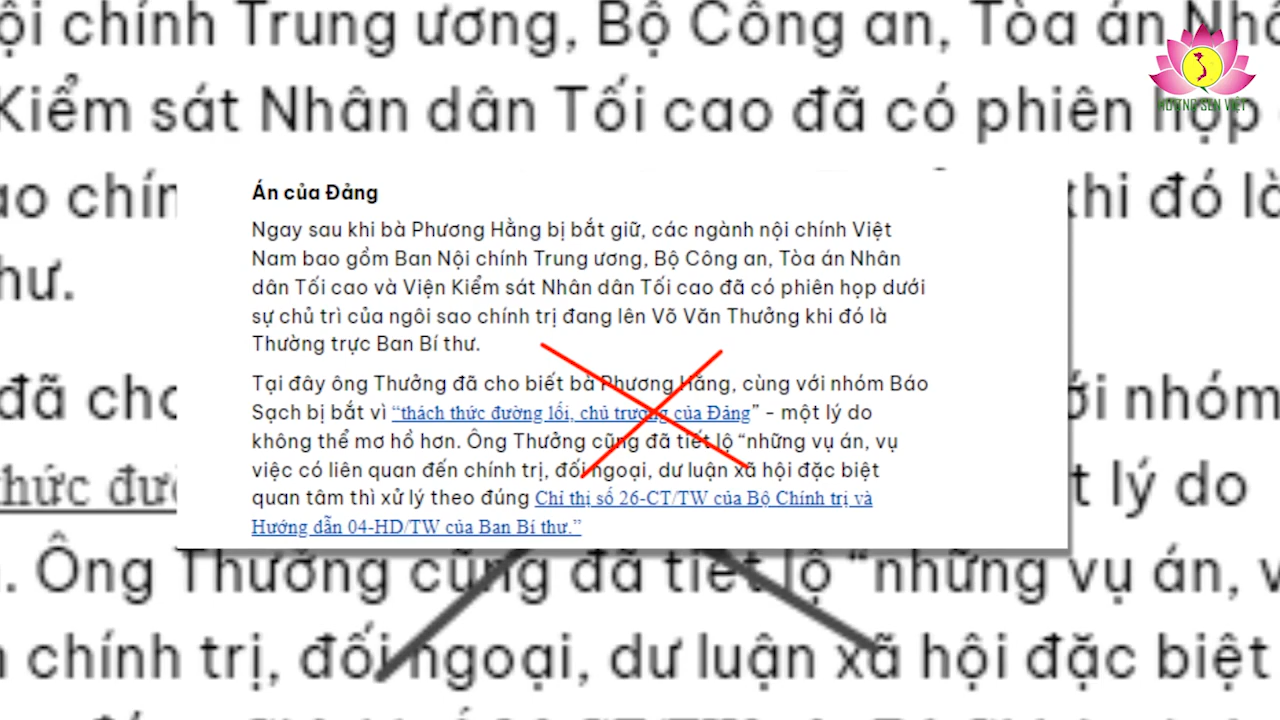 ội chính Trung ương, Bộ Công an, Tòa án Nhâ
HƯƠNG SEN VIỆT
Kiểm sát Nhân dân Tối cao đã có phiên họp
Án của Đảng
Ngay sau khi bà Phương Hằng bị bắt giữ, các ngành nội chính Việt
Nam bao gồm Ban Nội chính Trung ương, Bộ Công an, Tòa án Nhân
dân Tối cao và Viện Kiểm sát Nhân dân Tối cao đã có phiên họp dưới
sự chủ trì của ngôi sao chính trị đang lên Võ Văn Thưởng khi đó là
Thường trực Ban Bí thư.
Tại đây ông Thưởng đã cho biết bà Phương Hằng, cùng với nhóm Báo
Sạch bị bắt vì “thách thức đường lối, chủ trương của Đảng” - một lý do
không thể mơ hồ hơn. Ông Thưởng cũng đã tiết lộ “những vụ án, vụ
việc có liên quan đến chính trị, đối ngoại, dư luận xã hội đặc biệt
quan tâm thì xử lý theo đúng Chỉ thị số 26-CT/TW của Bộ Chính trị và
Hướng dẫn 04-HD/TW của Ban Bí thư.”
ao chín khi đó là
hư.
đã cho ới nhóm
thức đư t lý do
. Ông Thưởng cũng đã tiết lộ “những vụ án, v
chính trị, đối ngoại, dư luận xã hội đặc biệt